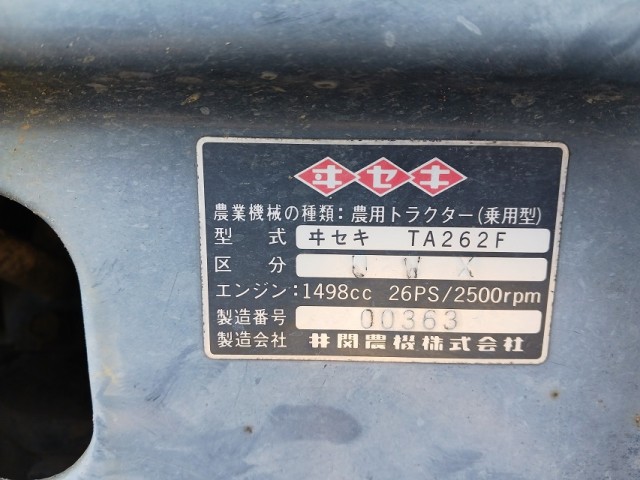 ヰセキ
農業機械の種類：農用トラクター(乗用型)
型式 ヰセキ TA262F
区分 UWX
エンジン：1498cc 26PS/2500rpm
製造番号 00363
製造会社 井関農機株式会社